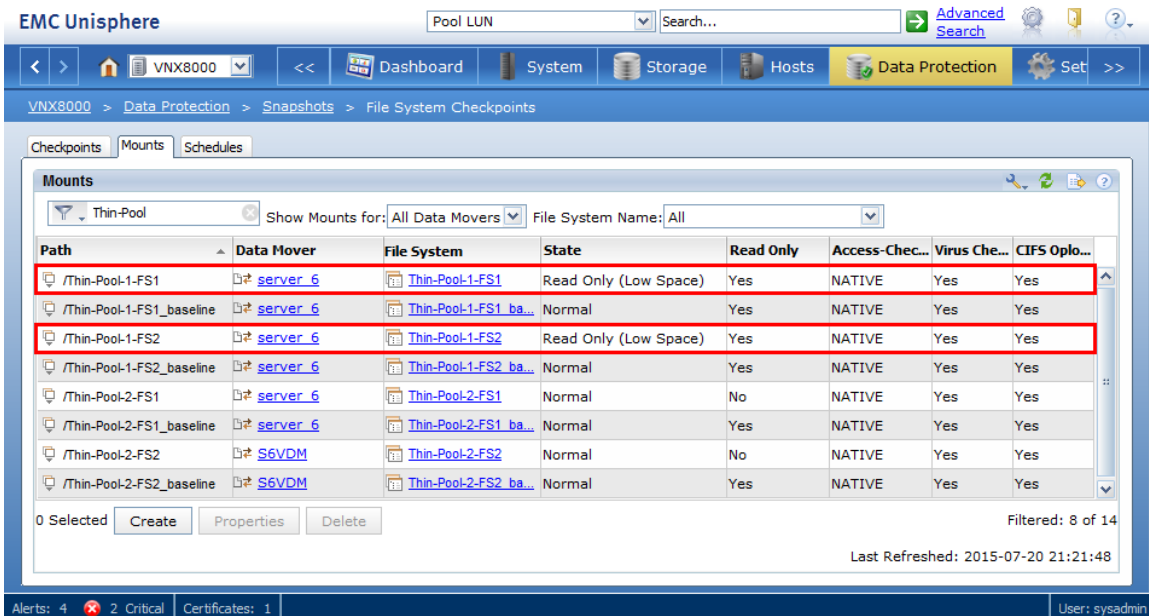 EMC Unisphere Pool LUN Search... Advanced Search
VNX8000 << Dashboard System Storage Hosts Data Protection Set >>
VNX8000 > Data Protection > Snapshots > File System Checkpoints
Checkpoints Mounts Schedules
Mounts
Thin-Pool Show Mounts for: All Data Movers File System Name: All
Path Data Mover File System State Read Only Access-Chec... Virus Che... CIFS Oplo...
/Thin-Pool-1-FS1 server_6 Thin-Pool-1-FS1 Read Only (Low Space) Yes NATIVE Yes Yes
/Thin-Pool-1-FS1_baseline server_6 Thin-Pool-1-FS1_ba... Normal Yes NATIVE Yes Yes
/Thin-Pool-1-FS2 server_6 Thin-Pool-1-FS2 Read Only (Low Space) Yes NATIVE Yes Yes
/Thin-Pool-1-FS2_baseline server_6 Thin-Pool-1-FS2_ba... Normal Yes NATIVE Yes Yes
/Thin-Pool-2-FS1 server_6 Thin-Pool-2-FS1 Normal No NATIVE Yes Yes
/Thin-Pool-2-FS1_baseline server_6 Thin-Pool-2-FS1_ba... Normal Yes NATIVE Yes Yes
/Thin-Pool-2-FS2 S6VDM Thin-Pool-2-FS2 Normal No NATIVE Yes Yes
/Thin-Pool-2-FS2_baseline S6VDM Thin-Pool-2-FS2_ba... Normal Yes NATIVE Yes Yes
0 Selected Create Properties Delete Filtered: 8 of 14
Last Refreshed: 2015-07-20 21:21:48
Alerts: 4 2 Critical Certificates: 1 User: sysadmin